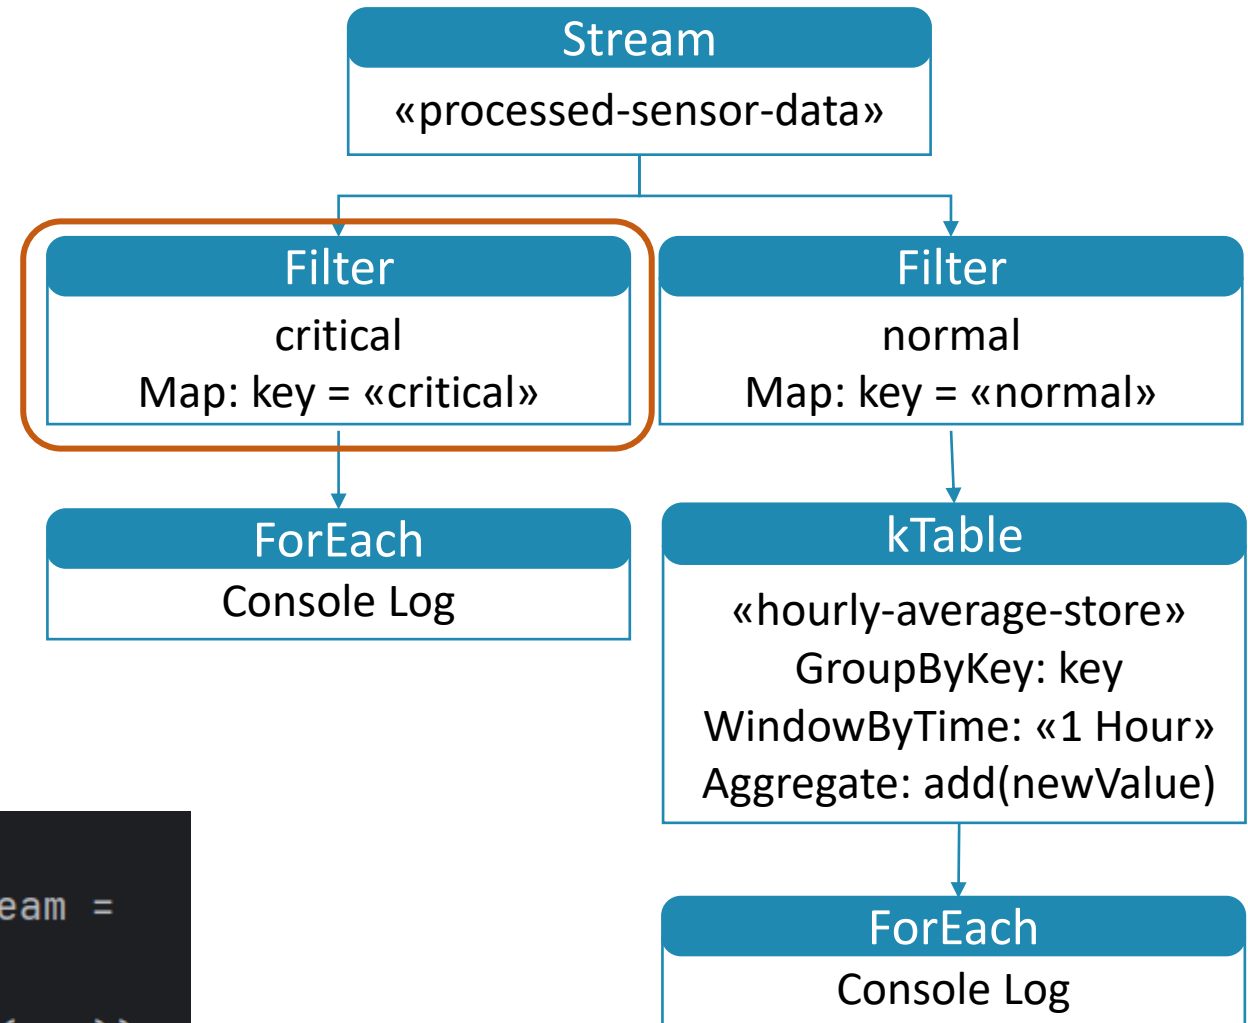 Stream
«processed-sensor-data»
Filter
critical
Map: key = «critical»
Filter
normal
Map: key = «normal»
ForEach
Console Log
kTable
«hourly-average-store»
GroupByKey: key
WindowByTime: «1 Hour»
Aggregate: add(newValue)
eam =
ForEach
Console Log